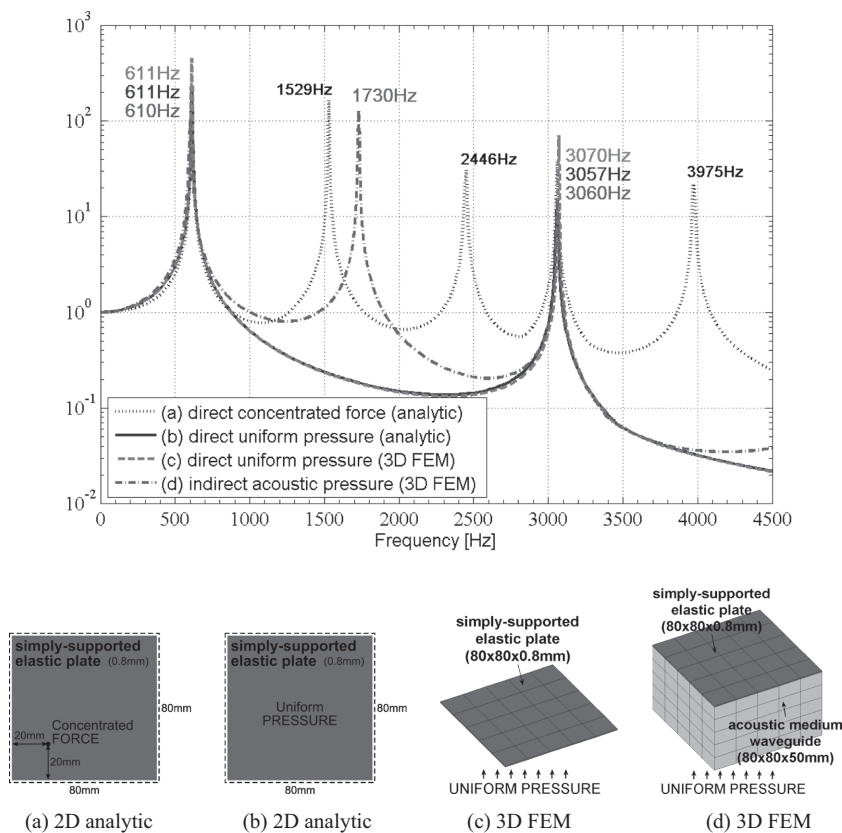 10^3
10^2
10^1
10^0
10^-1
10^-2
611Hz
611Hz
610Hz
1529Hz
1730Hz
2446Hz
3070Hz
3057Hz
3060Hz
3975Hz
(a) direct concentrated force (analytic)
(b) direct uniform pressure (analytic)
(c) direct uniform pressure (3D FEM)
(d) indirect acoustic pressure (3D FEM)
0 500 1000 1500 2000 2500 3000 3500 4000 4500
Frequency [Hz]
simply-supported
elastic plate (0.8mm)
Concentrated
FORCE
20mm
20mm
80mm
80mm
(a) 2D analytic
simply-supported
elastic plate (0.8mm)
Uniform
PRESSURE
80mm
80mm
(b) 2D analytic
simply-supported
elastic plate
(80x80x0.8mm)
UNIFORM PRESSURE
(c) 3D FEM
simply-supported
elastic plate
(80x80x0.8mm)
acoustic medium
waveguide
(80x80x50mm)
UNIFORM PRESSURE
(d) 3D FEM